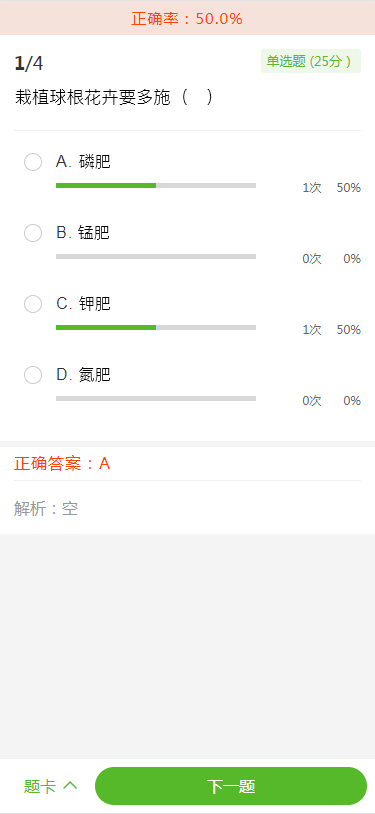 正确率：50.0%
1/4
单选题 (25分 )
栽植球根花卉要多施（　）
A. 磷肥
1次 50%
B. 锰肥
0次 0%
C. 钾肥
1次 50%
D. 氮肥
0次 0%
正确答案：A
解析：空
题卡
下一题